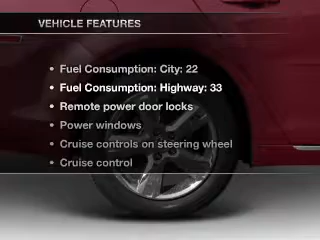 VEHICLE FEATURES
• Fuel Consumption: City: 22
• Fuel Consumption: Highway: 33
• Remote power door locks
• Power windows
• Cruise controls on steering wheel
• Cruise control